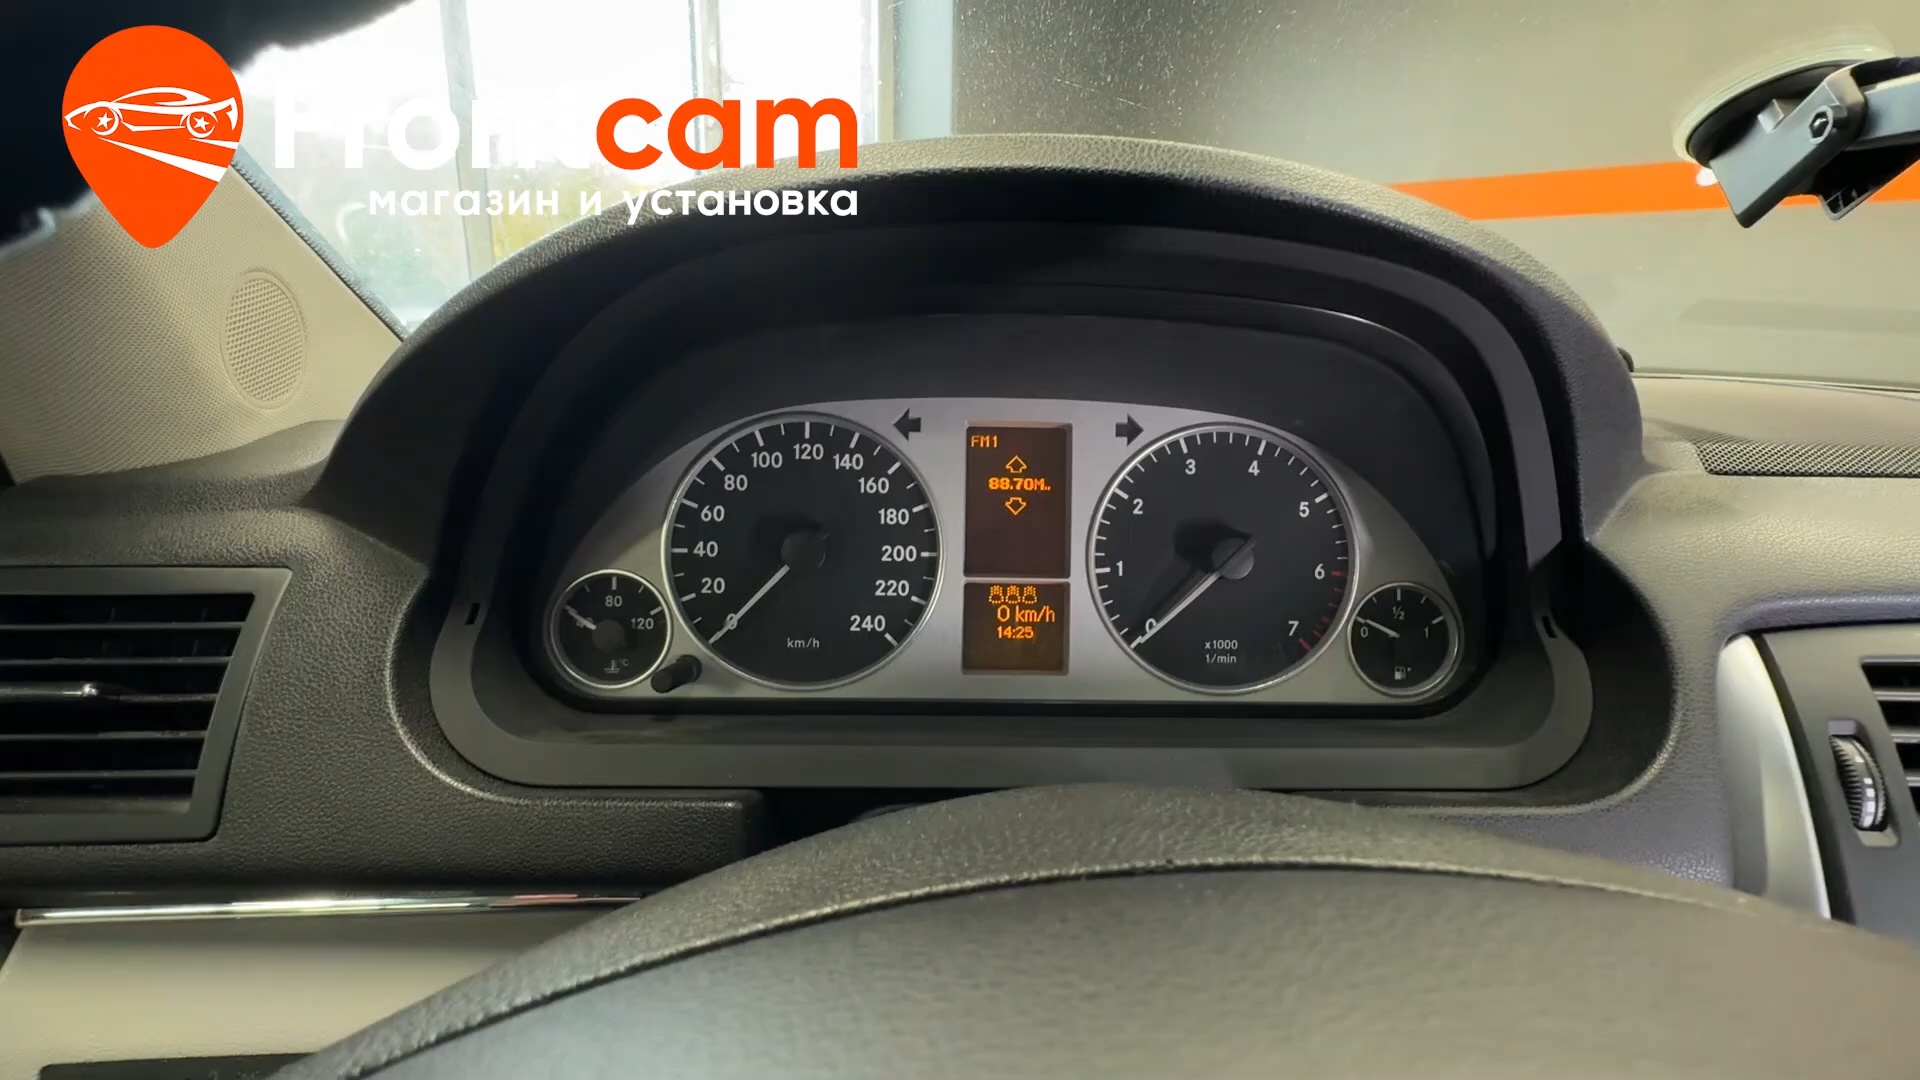 Frontcam
магазин и установка
FM1
88.70M..
0 km/h
14:25
0 20 40 60 80 100 120 140 160 180 200 220 240
km/h
0 1 2 3 4 5 6 7
x1000
1/min
80 120
°C
0 ½ 1